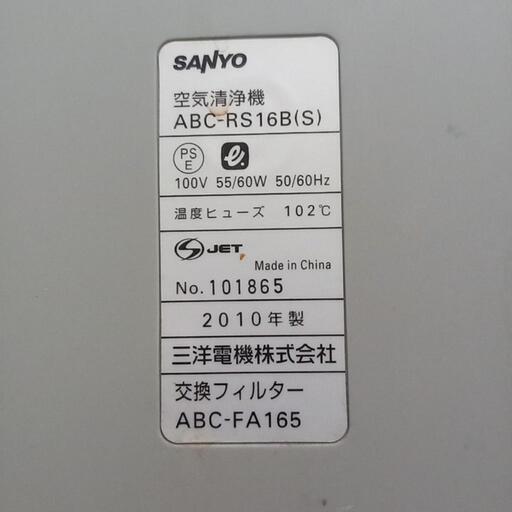 SANYO
空気清浄機
ABC-RS16B(S)
PS
E
e.
100V 55/60W 50/60Hz
温度ヒューズ 102℃
S JET
Made in China
No. 101865
2010年製
三洋電機株式会社
交換フィルター
ABC-FA165